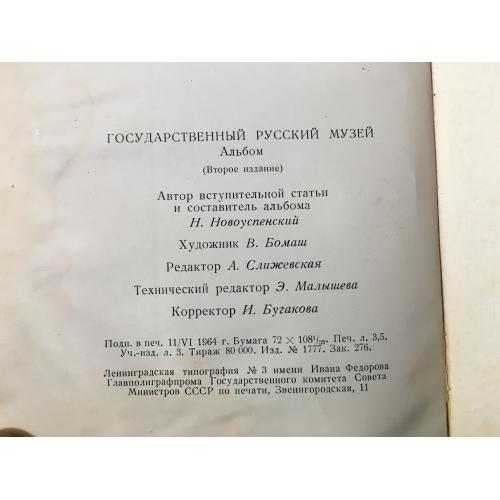 ГОСУДАРСТВЕННЫЙ РУССКИЙ МУЗЕЙ
Альбом
(Второе издание)
Автор вступительной статьи
и составитель альбома
Н. Новоуспенский
Художник В. Бомаш
Редактор А. Слижевская
Технический редактор Э. Малышева
Корректор И. Бугакова
Подп. в печ. 11/VI 1964 г. Бумага 72 × 108¹/₃₂. Печ. л. 3,5.
Уч.-изд. л. 3. Тираж 80 000. Изд. № 1777. Зак. 276.
Ленинградская типография № 3 имени Ивана Федорова
Главполиграфпрома Государственного комитета Совета
Министров СССР по печати, Звенигородская, 11